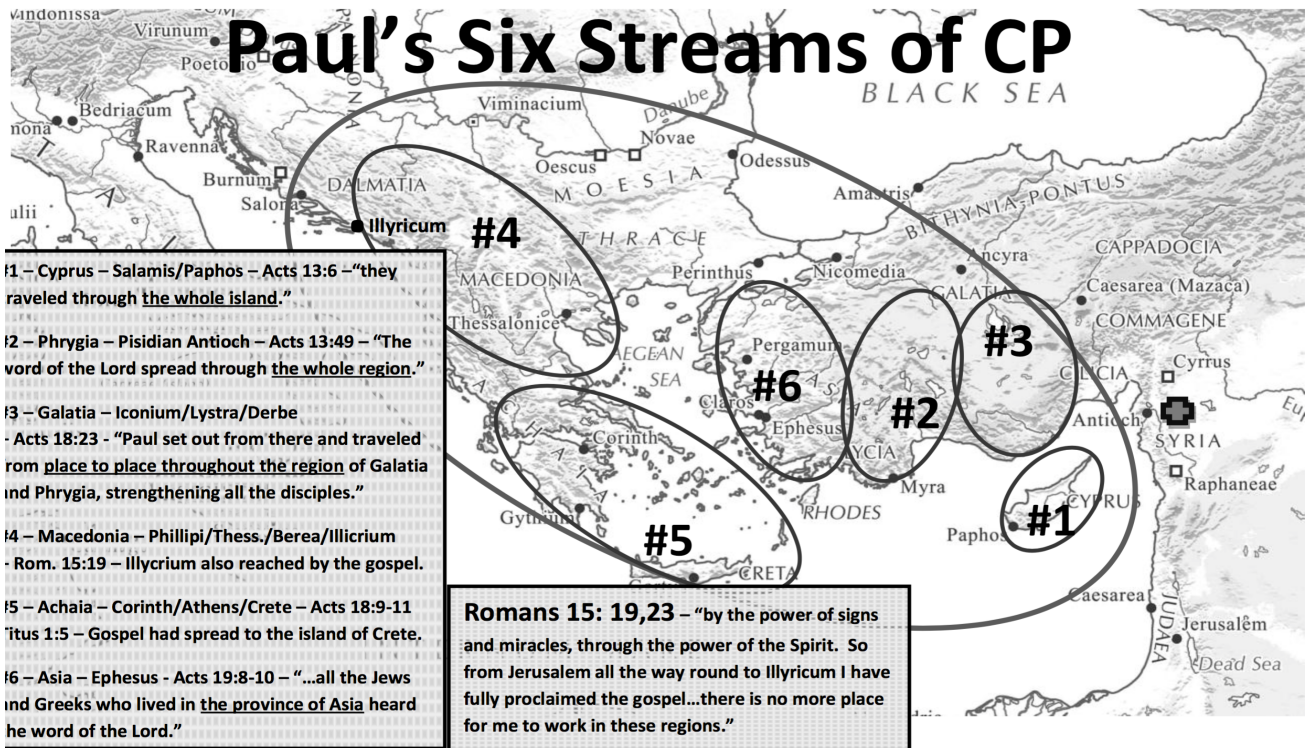 Paul's Six Streams of CP
Vindonissa
Virunum
Poetovio
BLACK SEA
Viminacium
Danube
Bedriacum
Novae
Ravenna
Oescus
Odessus
Burnum
DALMATIA
MOESIA
Amastris
BITHYNIA-PONTUS
Salona
Illyricum
#4
THRACE
CAPPADOCIA
Perinthus
Nicomedia
Ancyra
MACEDONIA
GALATIA
Caesarea (Mazaca)
Thessalonice
COMMAGENE
#3
AEGEAN
SEA
Pergamum
Cyrrus
#6
ASIA
CILICIA
Claros
#2
Antioch
Ephesus
SYRIA
Corinth
LYCIA
Raphaneae
Myra
CYPRUS
Gythium
RHODES
#1
Paphos
#5
CRETA
Caesarea
JUDAEA
Jerusalem
Dead Sea
#1 – Cyprus – Salamis/Paphos – Acts 13:6 –“they
traveled through the whole island.”
#2 – Phrygia – Pisidian Antioch – Acts 13:49 – “The
word of the Lord spread through the whole region.”
#3 – Galatia – Iconium/Lystra/Derbe
- Acts 18:23 - “Paul set out from there and traveled
from place to place throughout the region of Galatia
and Phrygia, strengthening all the disciples.”
#4 – Macedonia – Phillipi/Thess./Berea/Illicrium
- Rom. 15:19 – Illycrium also reached by the gospel.
#5 – Achaia – Corinth/Athens/Crete – Acts 18:9-11
Titus 1:5 – Gospel had spread to the island of Crete.
#6 – Asia – Ephesus - Acts 19:8-10 – “...all the Jews
and Greeks who lived in the province of Asia heard
the word of the Lord.”
Romans 15: 19,23 – “by the power of signs
and miracles, through the power of the Spirit. So
from Jerusalem all the way round to Illyricum I have
fully proclaimed the gospel...there is no more place
for me to work in these regions.”